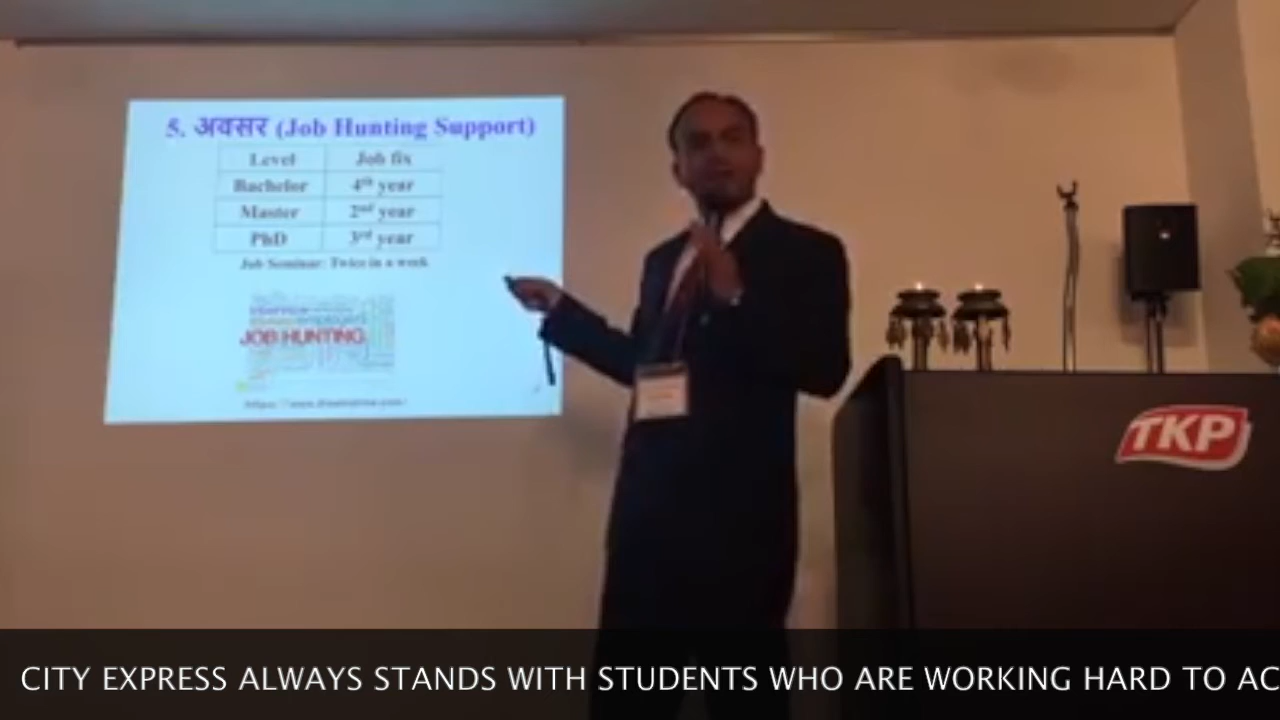 5. अवसर (Job Hunting Support)
Level Job fix
Bachelor 4th year
Master 2nd year
PhD 3rd year
Job Seminar: Twice in a week
JOB HUNTING
TKP
CITY EXPRESS ALWAYS STANDS WITH STUDENTS WHO ARE WORKING HARD TO AC